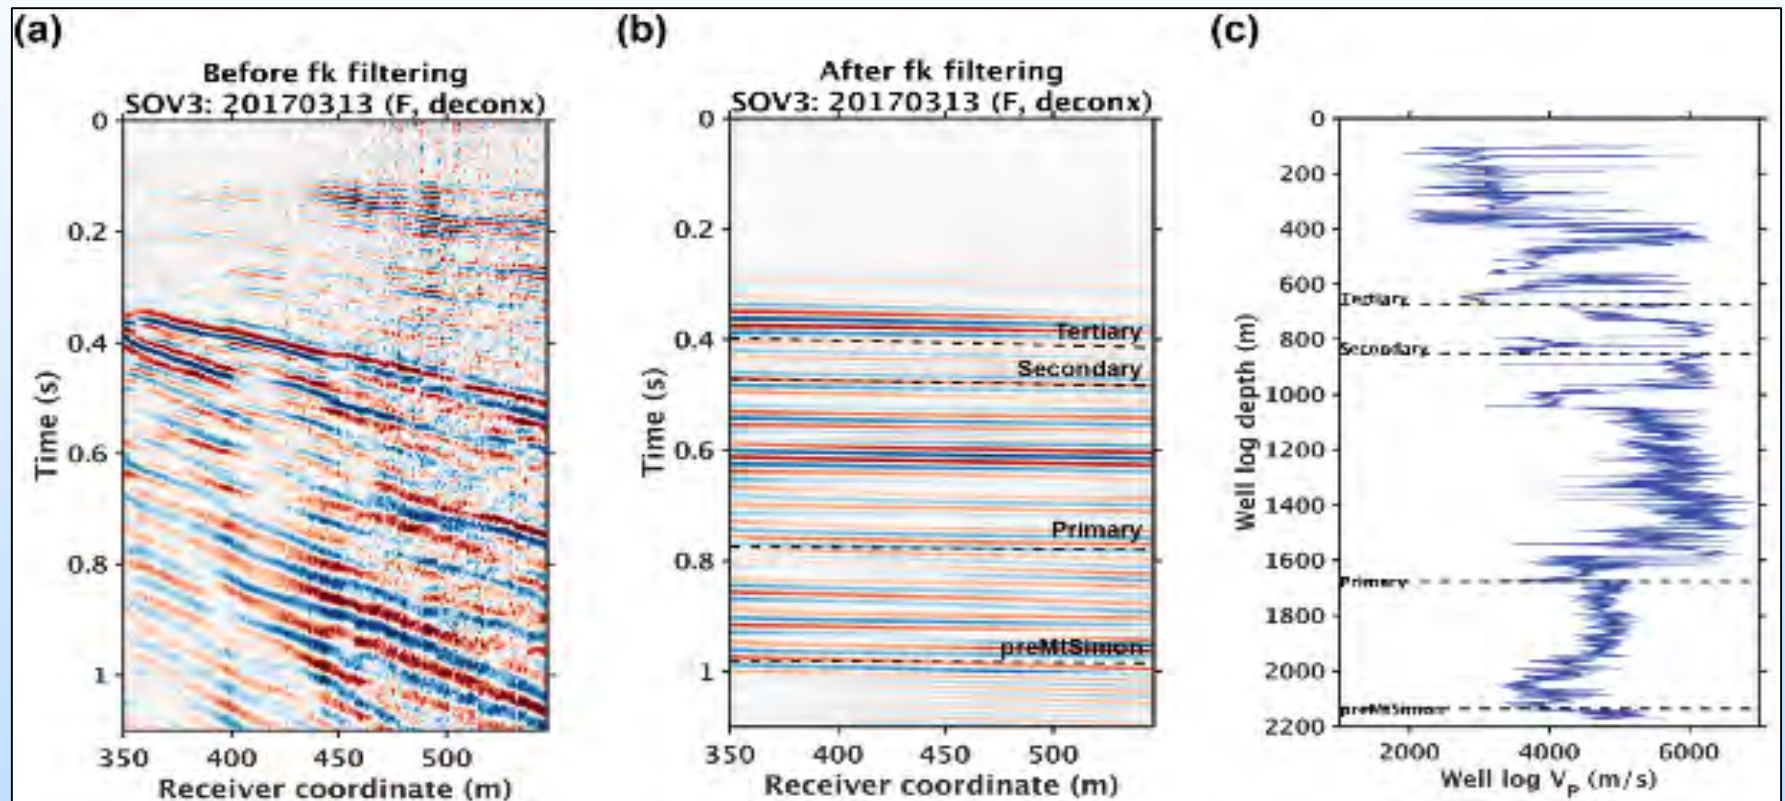 (a)
Before fk filtering
SOV3: 20170313 (F, deconx)
0
0.2
0.4
0.6
0.8
1
Time (s)
350 400 450 500
Receiver coordinate (m)
(b)
After fk filtering
SOV3: 20170313 (F, deconx)
0
0.2
0.4
0.6
0.8
1
Time (s)
Tertiary
Secondary
Primary
preMtSimon
350 400 450 500
Receiver coordinate (m)
(c)
0
200
400
600
800
1000
1200
1400
1600
1800
2000
2200
Well log depth (m)
Tertiary
Secondary
Primary
preMtSimon
2000 4000 6000
Well log Vₚ (m/s)